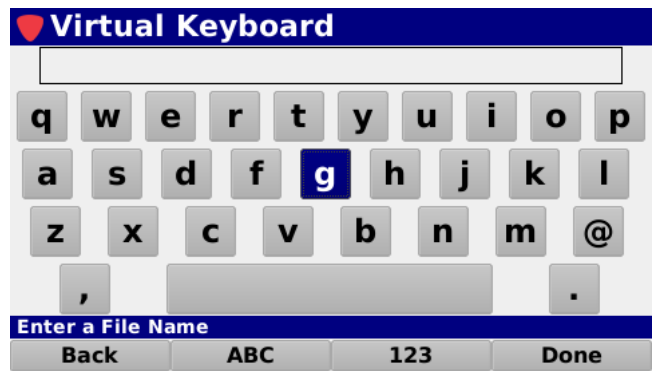 Virtual Keyboard
q w e r t y u i o p
a s d f g h j k l
z x c v b n m @
, .
Enter a File Name
Back ABC 123 Done